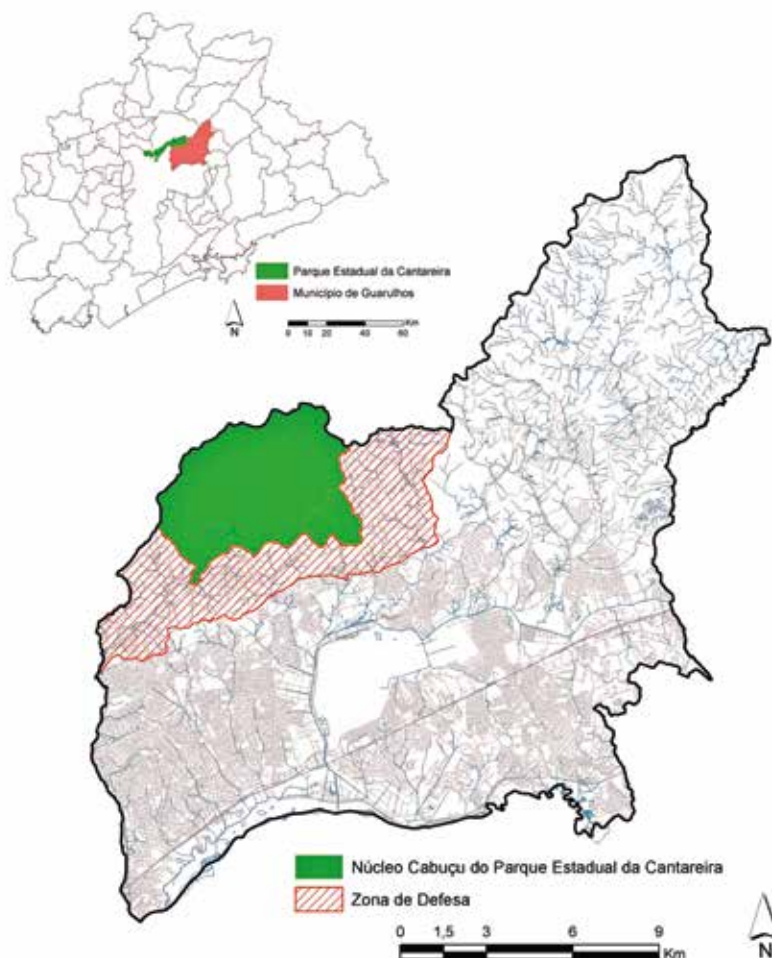 Parque Estadual da Cantareira
Município de Guarulhos
N
0 10 20 40 60 Km
Núcleo Cabuçu do Parque Estadual da Cantareira
Zona de Defesa
0 1,5 3 6 9
Km
N